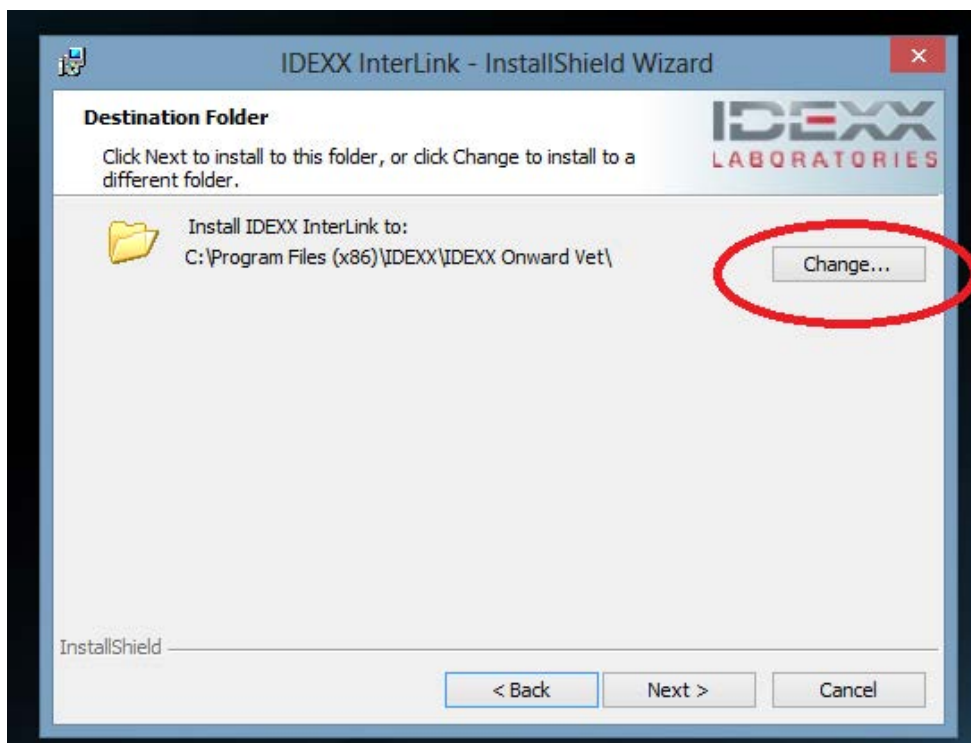 IDEXX InterLink - InstallShield Wizard
Destination Folder
Click Next to install to this folder, or click Change to install to a
different folder.
IDEXX
LABORATORIES
Install IDEXX InterLink to:
C:\Program Files (x86)\IDEXX\IDEXX Onward Vet\
Change...
InstallShield
< Back
Next >
Cancel